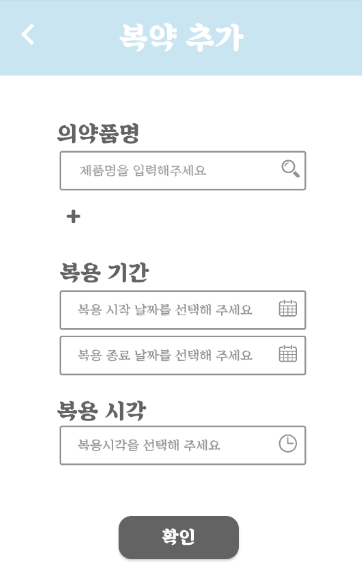 복약 추가
의약품명
제품명을 입력해주세요
+
복용 기간
복용 시작 날짜를 선택해 주세요
복용 종료 날짜를 선택해 주세요
복용 시각
복용시각을 선택해 주세요
확인